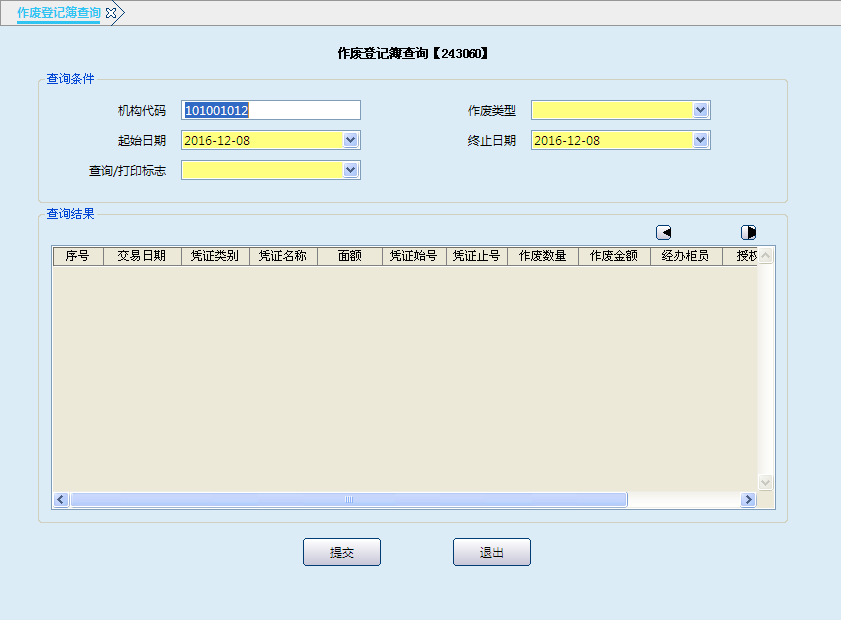 作废登记簿查询
作废登记簿查询【243060】
查询条件
机构代码 101001012 作废类型
起始日期 2016-12-08 终止日期 2016-12-08
查询/打印标志
查询结果
序号 交易日期 凭证类别 凭证名称 面额 凭证始号 凭证止号 作废数量 作废金额 经办柜员 授权
提交 退出